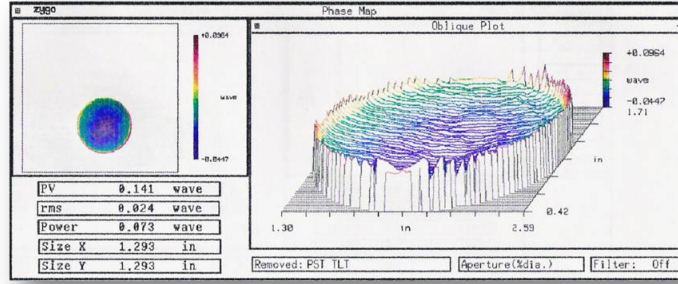 zygo
Phase Map
+0.0964
wave
-0.0447
PV 0.141 wave
rms 0.024 wave
Power 0.073 wave
Size X 1.293 in
Size Y 1.293 in
Oblique Plot
+0.0964
wave
-0.0447
1.71
in
0.42
1.30 in 2.59
Removed: PST TLT
Aperture(%dia.)
Filter: Off